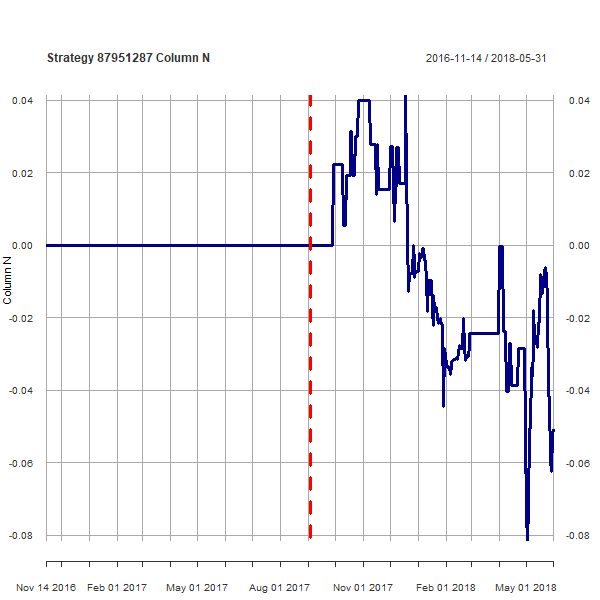 Strategy 87951287 Column N
2016-11-14 / 2018-05-31
0.04
0.04
0.02
0.02
0.00
0.00
Column N
-0.02
-0.02
-0.04
-0.04
-0.06
-0.06
-0.08
-0.08
Nov 14 2016
Feb 01 2017
May 01 2017
Aug 01 2017
Nov 01 2017
Feb 01 2018
May 01 2018